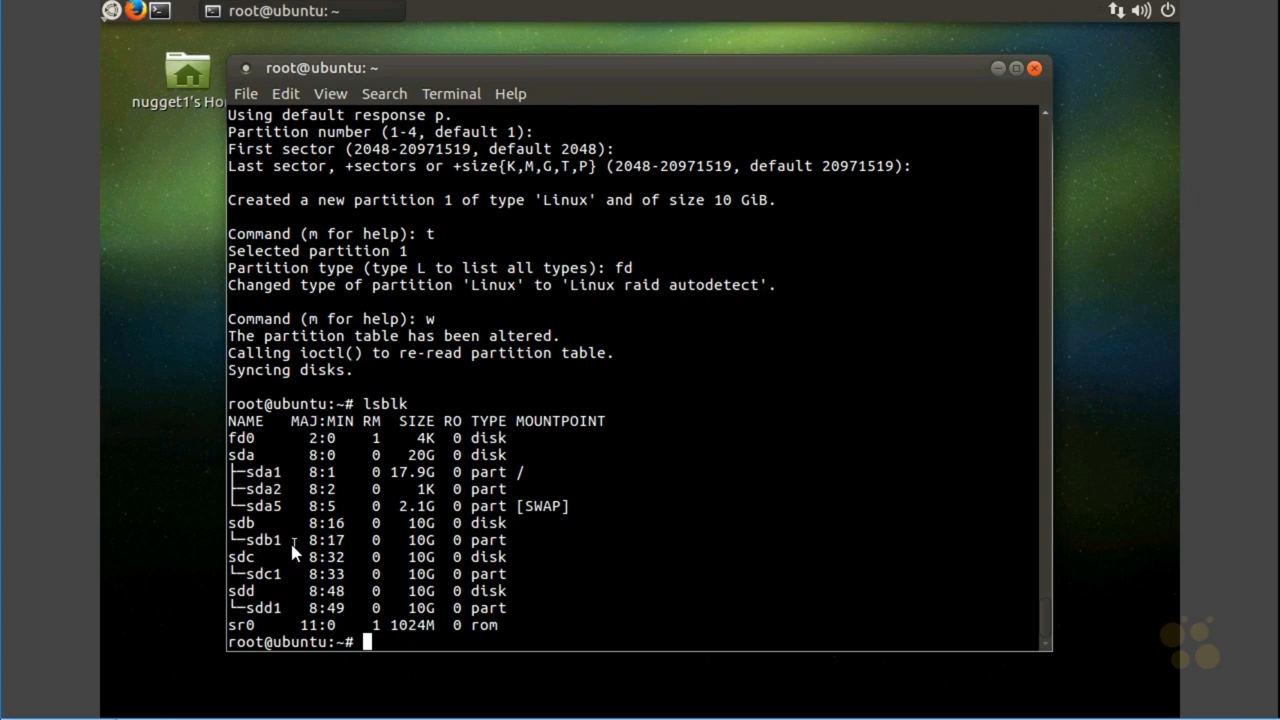 root@ubuntu: ~
root@ubuntu: ~
nugget1's Ho
File Edit View Search Terminal Help
Using default response p.
Partition number (1-4, default 1):
First sector (2048-20971519, default 2048):
Last sector, +sectors or +size{K,M,G,T,P} (2048-20971519, default 20971519):
Created a new partition 1 of type 'Linux' and of size 10 GiB.
Command (m for help): t
Selected partition 1
Partition type (type L to list all types): fd
Changed type of partition 'Linux' to 'Linux raid autodetect'.
Command (m for help): w
The partition table has been altered.
Calling ioctl() to re-read partition table.
Syncing disks.
root@ubuntu:~# lsblk
NAME   MAJ:MIN RM  SIZE RO TYPE MOUNTPOINT
fd0      2:0    1    4K  0 disk
sda      8:0    0   20G  0 disk
├─sda1   8:1    0 17.9G  0 part /
├─sda2   8:2    0    1K  0 part
└─sda5   8:5    0  2.1G  0 part [SWAP]
sdb      8:16   0   10G  0 disk
└─sdb1   8:17   0   10G  0 part
sdc      8:32   0   10G  0 disk
└─sdc1   8:33   0   10G  0 part
sdd      8:48   0   10G  0 disk
└─sdd1   8:49   0   10G  0 part
sr0     11:0    1 1024M  0 rom
root@ubuntu:~#